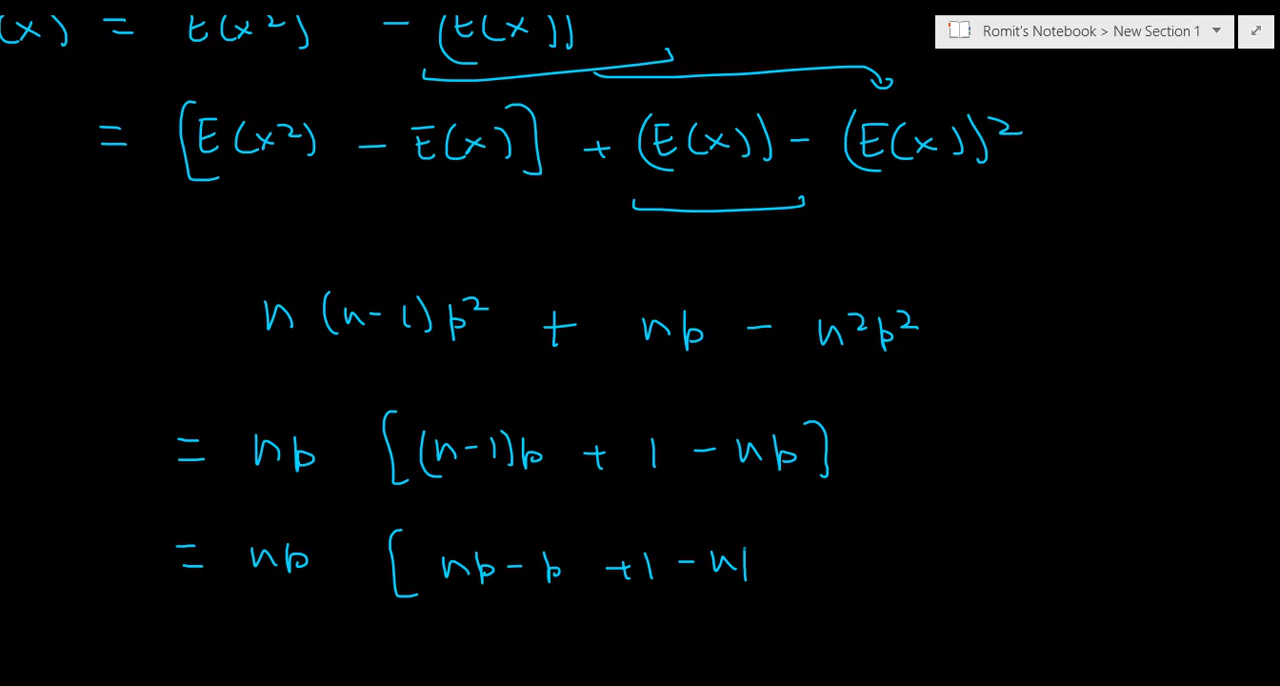 Romit's Notebook > New Section 1
(x) = E(x²) - (E(x))
= [E(x²) - E(x)] + (E(x)) - (E(x))²
n(n-1)p² + np - n²p²
= np [(n-1)p + 1 - np]
= np [np - p + 1 - n